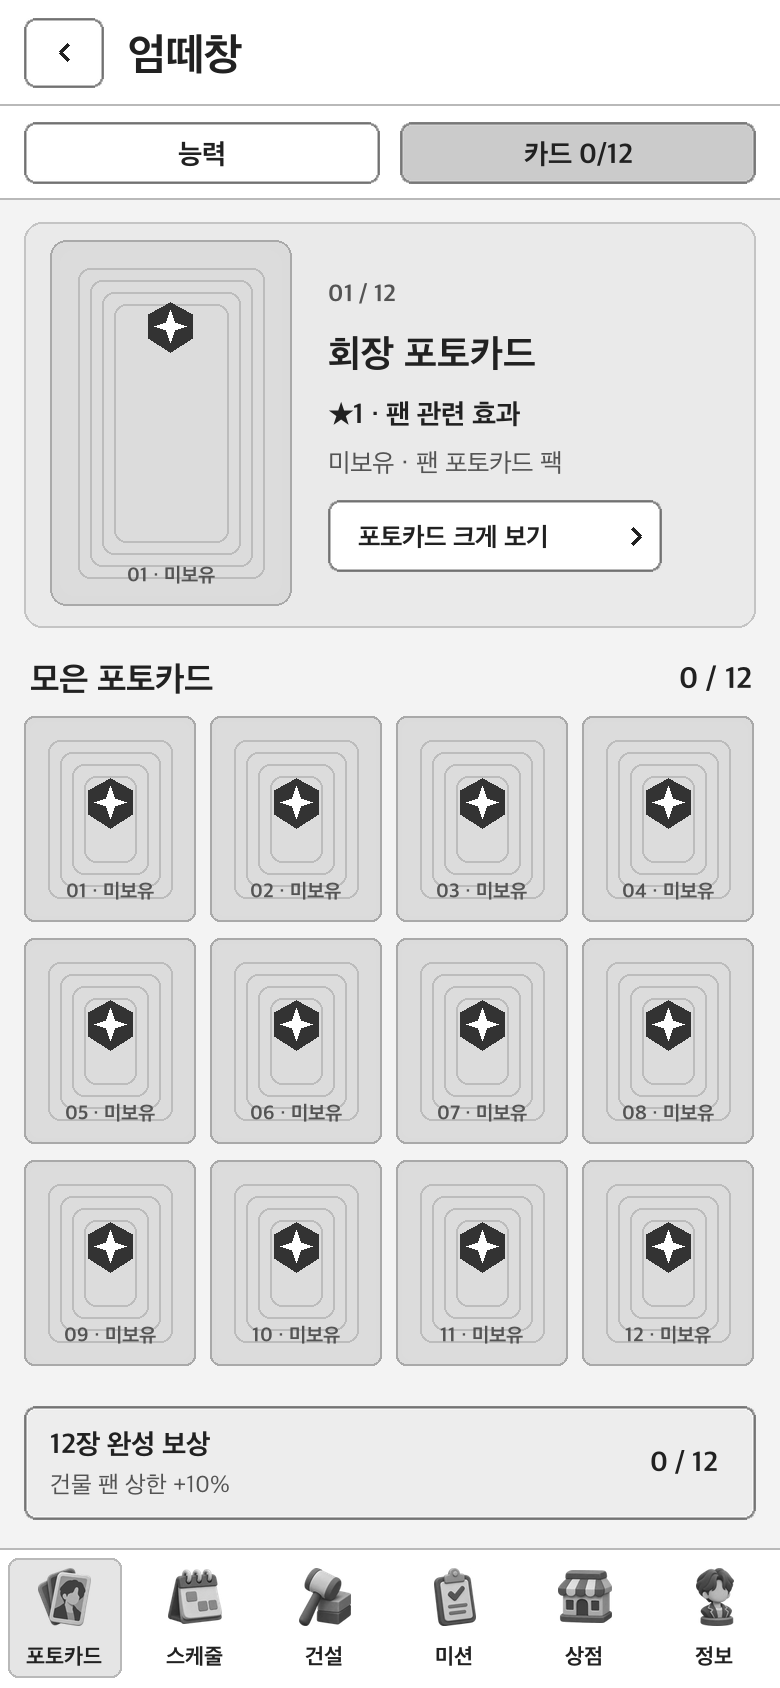 엄떼창
능력
카드 0/12
01 / 12
회장 포토카드
★1 · 팬 관련 효과
미보유 · 팬 포토카드 팩
포토카드 크게 보기
01 · 미보유
모은 포토카드
0 / 12
01 · 미보유
02 · 미보유
03 · 미보유
04 · 미보유
05 · 미보유
06 · 미보유
07 · 미보유
08 · 미보유
09 · 미보유
10 · 미보유
11 · 미보유
12 · 미보유
12장 완성 보상
건물 팬 상한 +10%
0 / 12
포토카드
스케줄
건설
미션
상점
정보